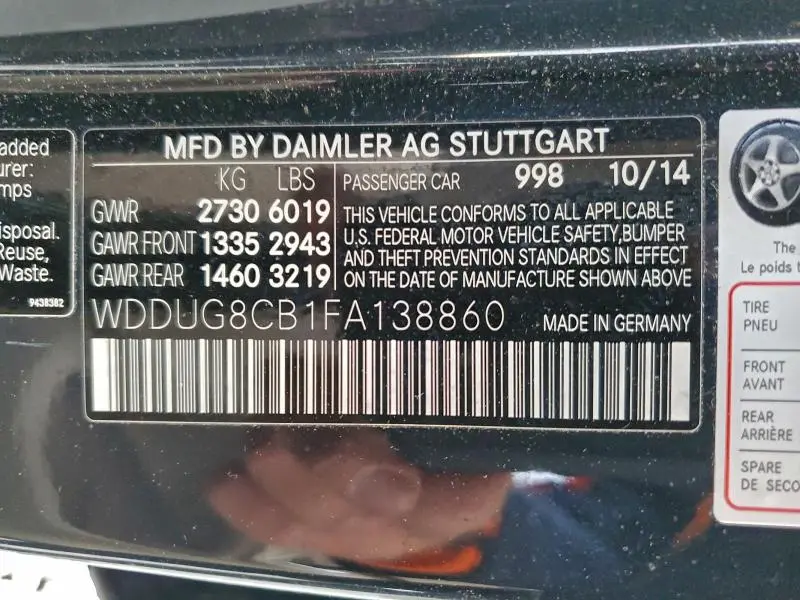 added
urer:
mps
Disposal.
Reuse,
Waste.
9438382
MFD BY DAIMLER AG STUTTGART
KG LBS
PASSENGER CAR 998 10/14
GVWR 2730 6019
GAWR FRONT 1335 2943
GAWR REAR 1460 3219
THIS VEHICLE CONFORMS TO ALL APPLICABLE
U.S. FEDERAL MOTOR VEHICLE SAFETY,BUMPER
AND THEFT PREVENTION STANDARDS IN EFFECT
ON THE DATE OF MANUFACTURE SHOWN ABOVE
WDDUG8CB1FA138860 MADE IN GERMANY
The
Le poids t
TIRE
PNEU
FRONT
AVANT
REAR
ARRIÈRE
SPARE
DE SECO